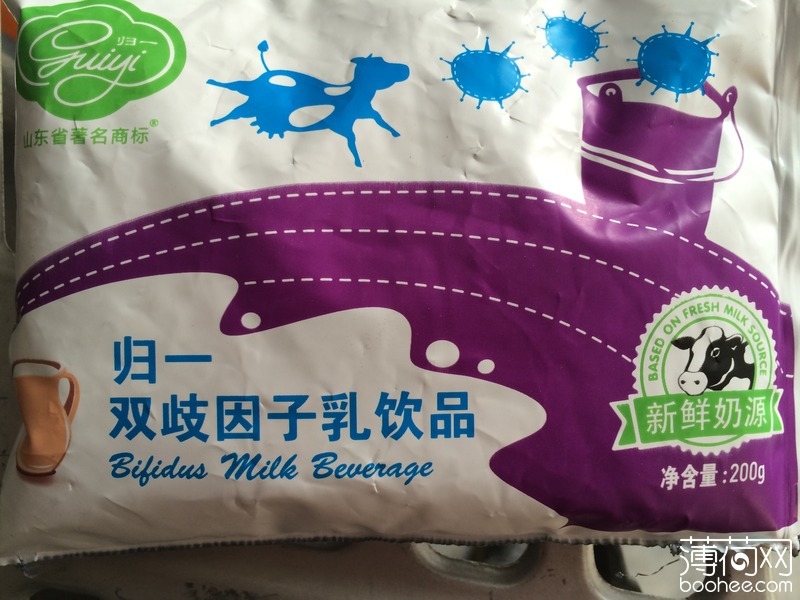 归一
Guiyi
山东省著名商标®
BASED ON FRESH MILK SOURCE
新鲜奶源
归一
双歧因子乳饮品
Bifidus Milk Beverage
净含量:200g
薄荷网
boohee.com